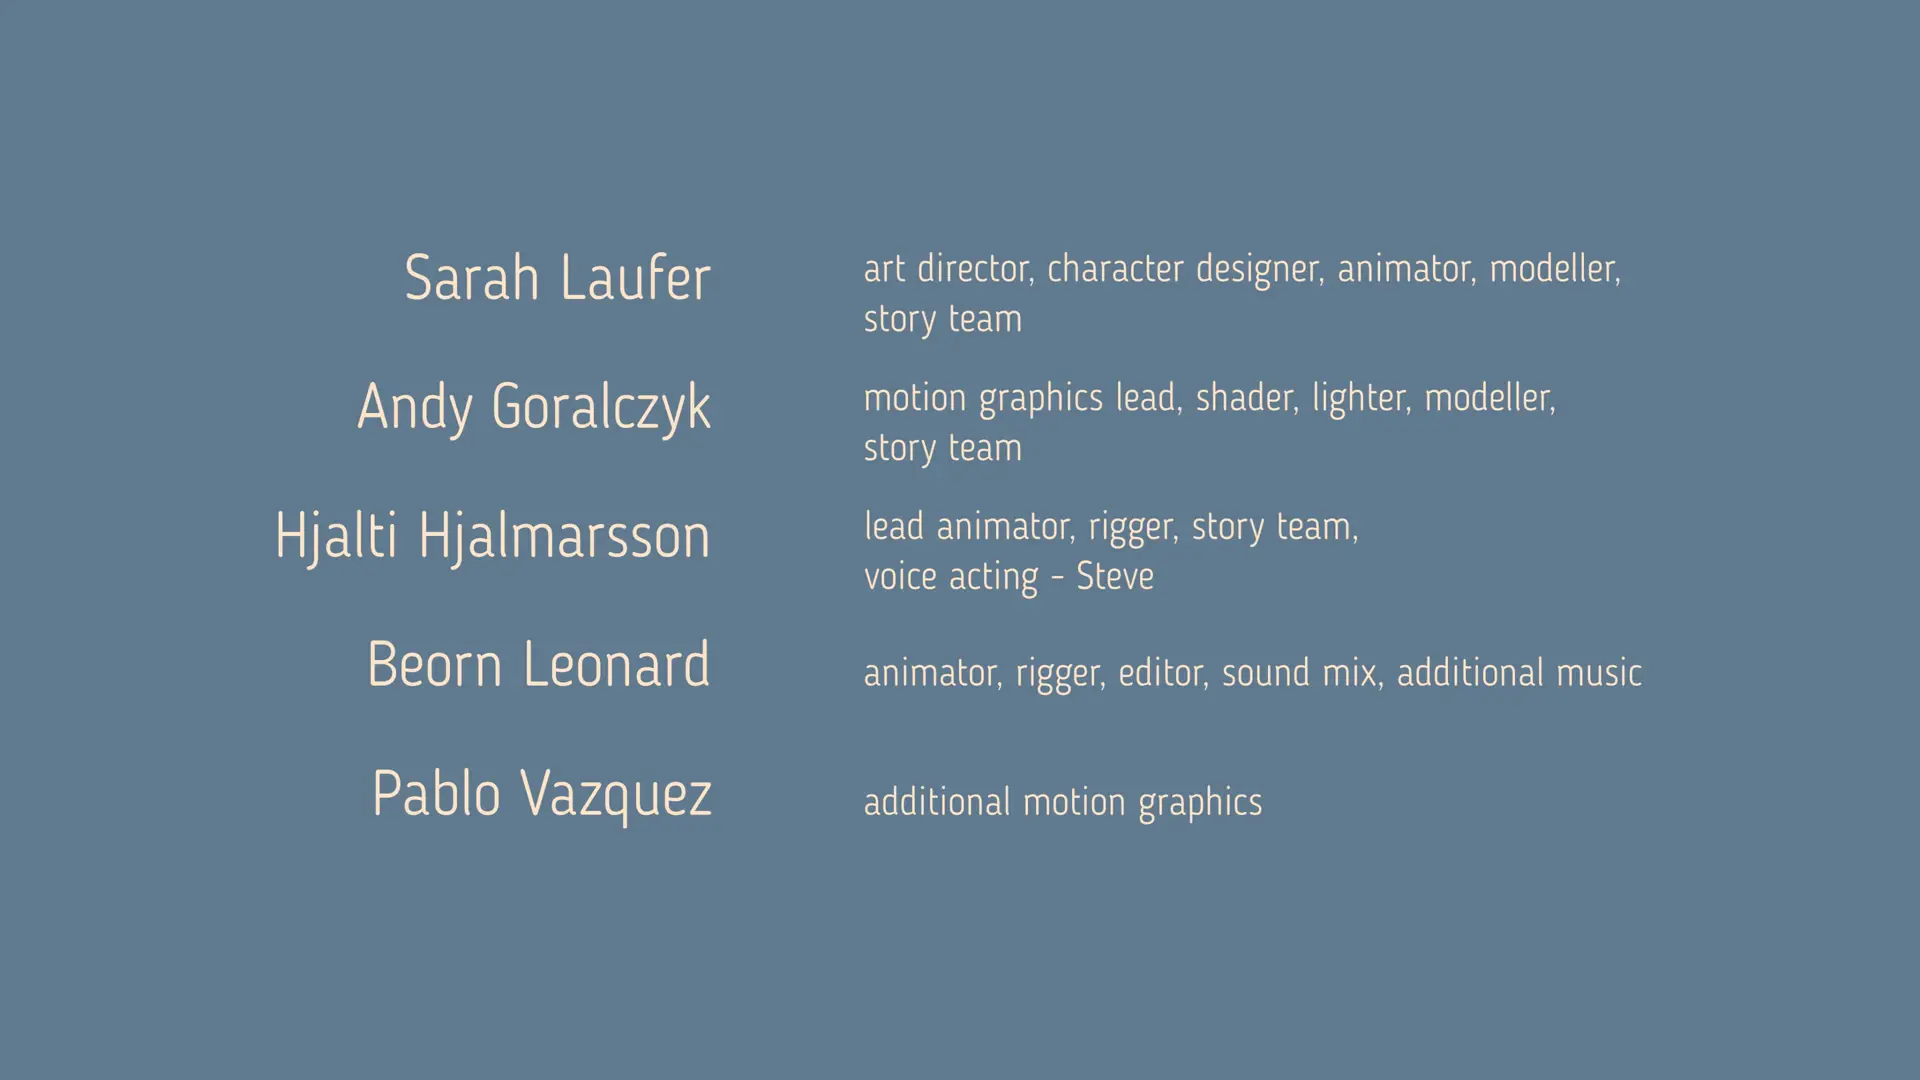 Sarah Laufer
art director, character designer, animator, modeller,
story team
Andy Goralczyk
motion graphics lead, shader, lighter, modeller,
story team
Hjalti Hjalmarsson
lead animator, rigger, story team,
voice acting - Steve
Beorn Leonard
animator, rigger, editor, sound mix, additional music
Pablo Vazquez
additional motion graphics